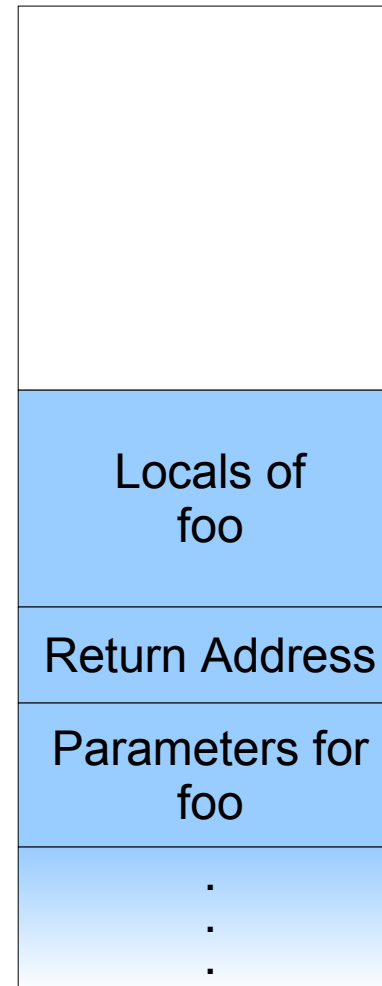 Locals of
foo
Return Address
Parameters for
foo
.
.
.